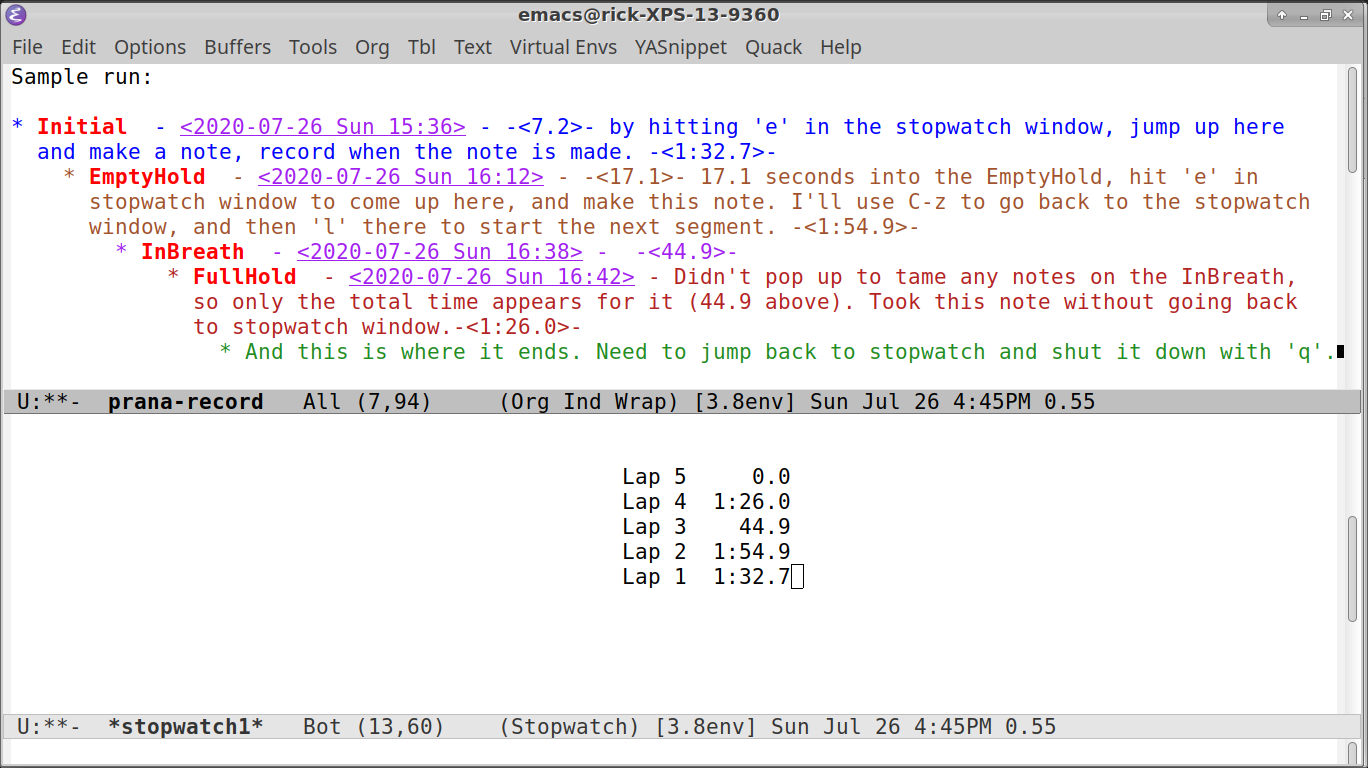 emacs@rick-XPS-13-9360
File Edit Options Buffers Tools Org Tbl Text Virtual Envs YASnippet Quack Help
Sample run:
* Initial  - <2020-07-26 Sun 15:36> - -<7.2>- by hitting 'e' in the stopwatch window, jump up here
and make a note, record when the note is made. -<1:32.7>-
* EmptyHold  - <2020-07-26 Sun 16:12> - -<17.1>- 17.1 seconds into the EmptyHold, hit 'e' in
stopwatch window to come up here, and make this note. I'll use C-z to go back to the stopwatch
window, and then 'l' there to start the next segment. -<1:54.9>-
* InBreath  - <2020-07-26 Sun 16:38> -  -<44.9>-
* FullHold  - <2020-07-26 Sun 16:42> - Didn't pop up to tame any notes on the InBreath,
so only the total time appears for it (44.9 above). Took this note without going back
to stopwatch window.-<1:26.0>-
* And this is where it ends. Need to jump back to stopwatch and shut it down with 'q'.
U:**-  prana-record   All (7,94)     (Org Ind Wrap) [3.8env] Sun Jul 26 4:45PM 0.55
Lap 5     0.0
Lap 4  1:26.0
Lap 3    44.9
Lap 2  1:54.9
Lap 1  1:32.7
U:**-  *stopwatch1*   Bot (13,60)    (Stopwatch) [3.8env] Sun Jul 26 4:45PM 0.55